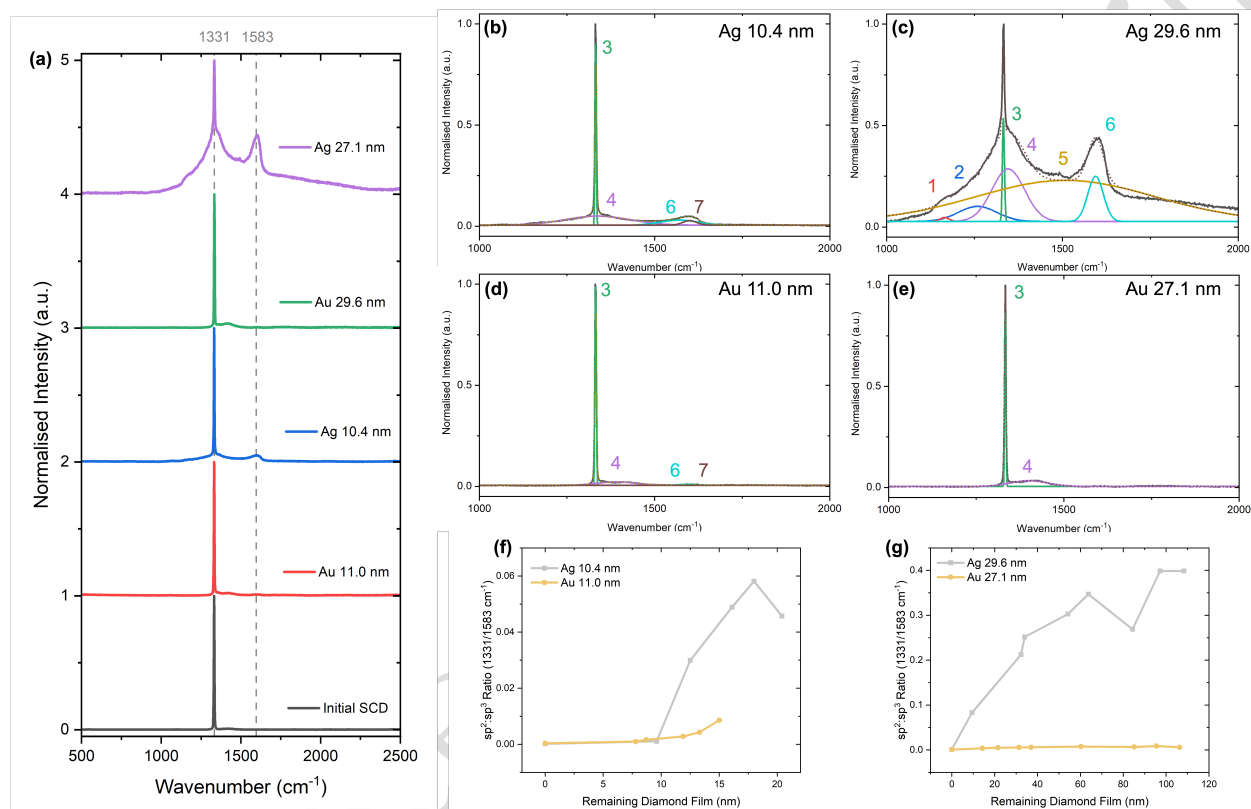 (a)
1331 1583
5
4
3
2
1
0
Ag 27.1 nm
Au 29.6 nm
Ag 10.4 nm
Au 11.0 nm
Initial SCD
Normalised Intensity (a.u.)
500 1000 1500 2000 2500
Wavenumber (cm⁻¹)
(b) Ag 10.4 nm
1.0
0.5
0.0
3
4 6 7
Normalised Intensity (a.u.)
1000 1500 2000
Wavenumber (cm⁻¹)
(c) Ag 29.6 nm
1.0
0.5
0.0
1 2 3 4 5 6
Normalised Intenisty (a.u.)
1000 1500 2000
Wavenumber (cm⁻¹)
(d) Au 11.0 nm
1.0
0.5
0.0
3
4 6 7
Normalised Intensity (a.u.)
1000 1500 2000
Wavenumber (cm⁻¹)
(e) Au 27.1 nm
1.0
0.5
0.0
3
4
Normalised Intensity (a.u.)
1000 1500 2000
Wavenumber (cm⁻¹)
(f)
Ag 10.4 nm
Au 11.0 nm
0.06
0.04
0.02
0.00
sp²:sp³ Ratio (1331/1583 cm⁻¹)
0 5 10 15 20
Remaining Diamond Film (nm)
(g)
Ag 29.6 nm
Au 27.1 nm
0.4
0.3
0.2
0.1
0.0
sp²:sp³ Ratio (1331/1583 cm⁻¹)
0 20 40 60 80 100 120
Remaining Diamond Film (nm)